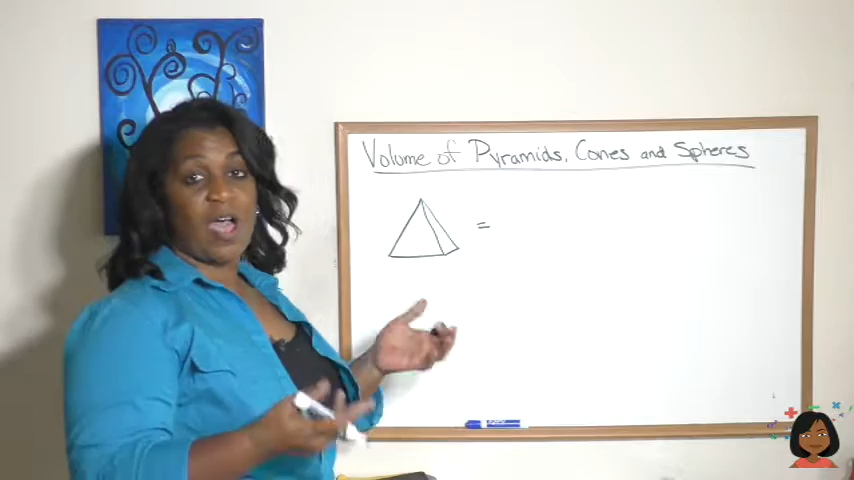 Volume of Pyramids, Cones and Spheres
=